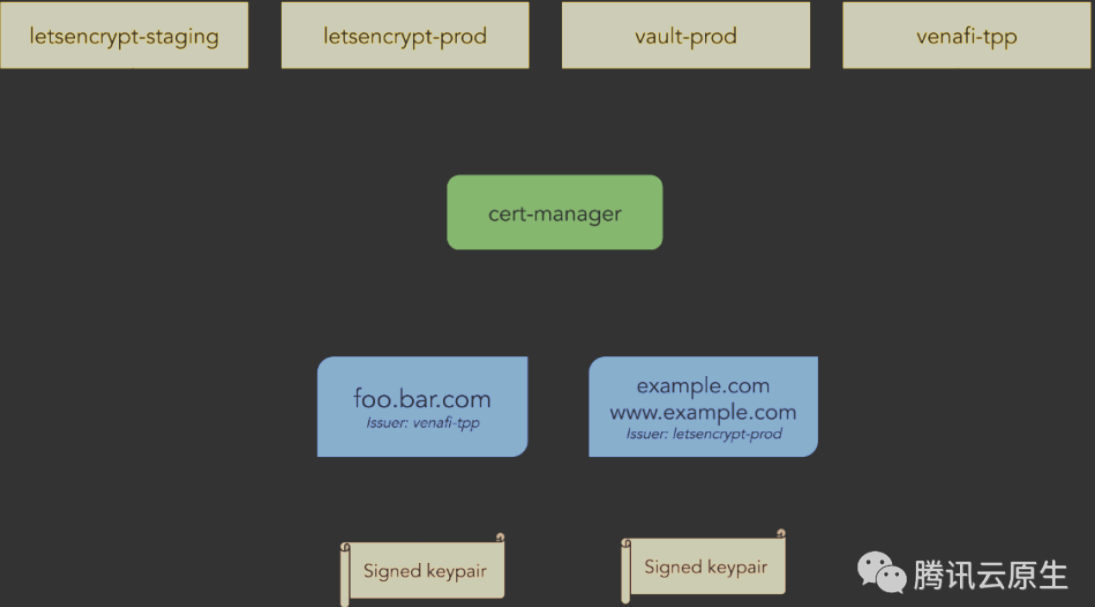 letsencrypt-staging
letsencrypt-prod
vault-prod
venafi-tpp
cert-manager
foo.bar.com
Issuer: venafi-tpp
example.com
www.example.com
Issuer: letsencrypt-prod
Signed keypair
Signed keypair
腾讯云原生